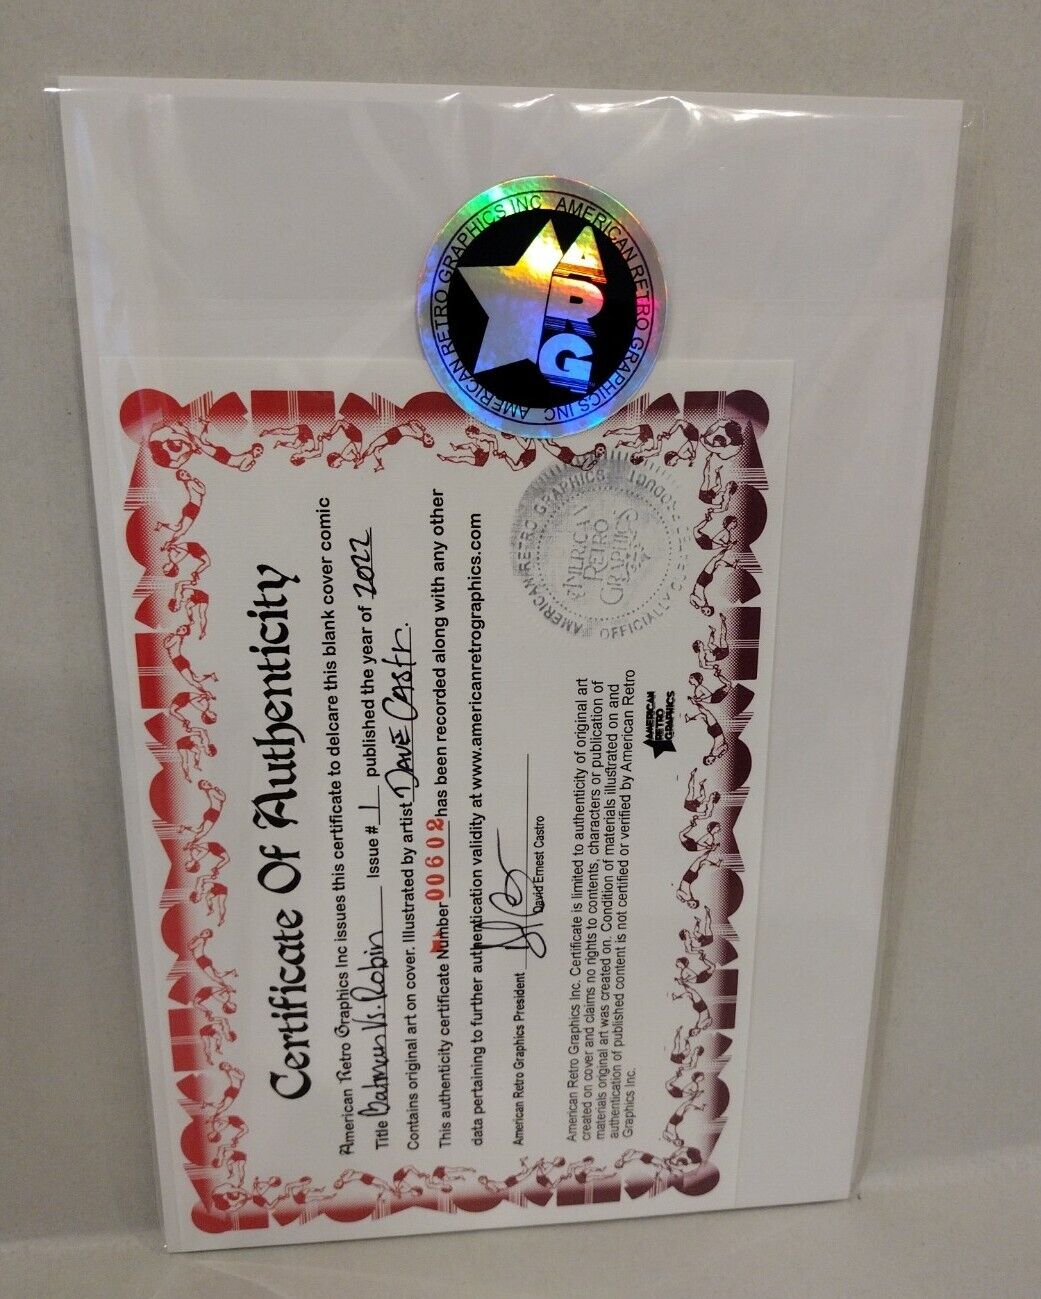 AMERICAN RETRO GRAPHICS INC AMERICAN RETRO GRAPHICS INC
ARG
Certificate Of Authenticity
American Retro Graphics Inc issues this certificate to delcare this blank cover comic
Title Batman Vs. Robin Issue # 1 published the year of 2022
Contains original art on cover. Illustrated by artist DAVE CASTR.
This authenticity certificate Number 00602 has been recorded along with any other
data pertaining to further authentication validity at www.americanretrographics.com
American Retro Graphics President
David Ernest Castro
American Retro Graphics Inc. Certificate is limited to authenticity of original art
created on cover and claims no rights to contents, characters or publication of
materials original art was created on. Condition of materials illustrated on and
authentication of published content is not certified or verified by American Retro
Graphics Inc.
AMERICAN
RETRO
GRAPHICS
AMERICAN RETRO GRAPHICS
OFFICIALLY
AMERICAN
RETRO
GRAPHICS